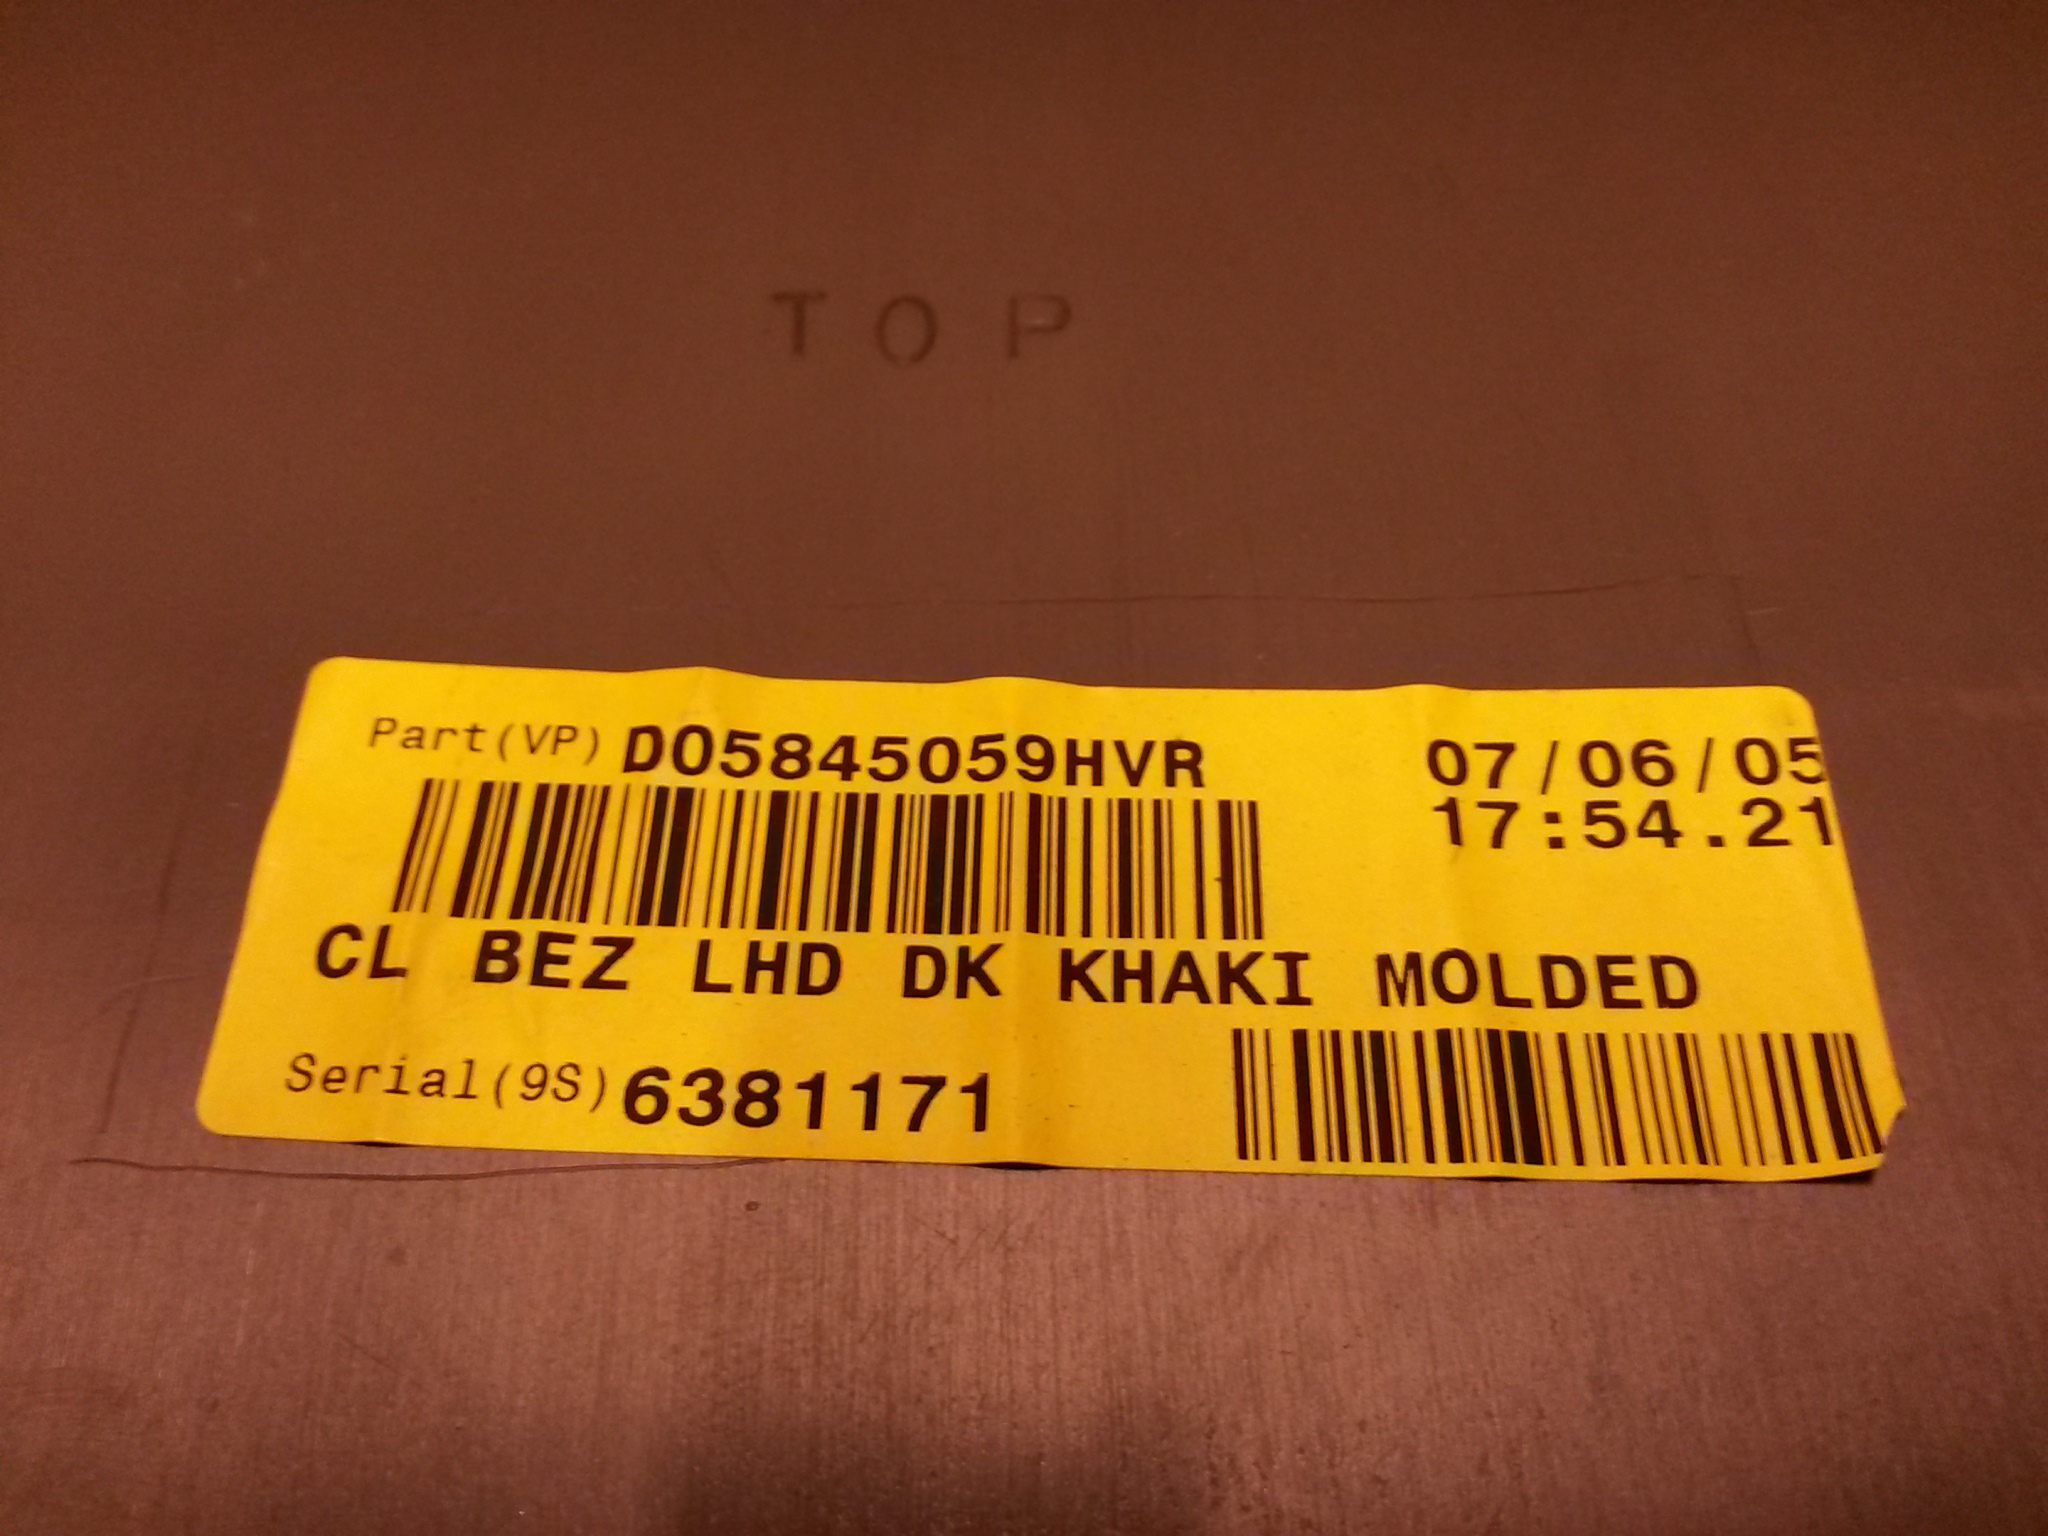 TOP
Part(VP) D05845059HVR 07/06/05
17:54.21
CL BEZ LHD DK KHAKI MOLDED
Serial(9S) 6381171